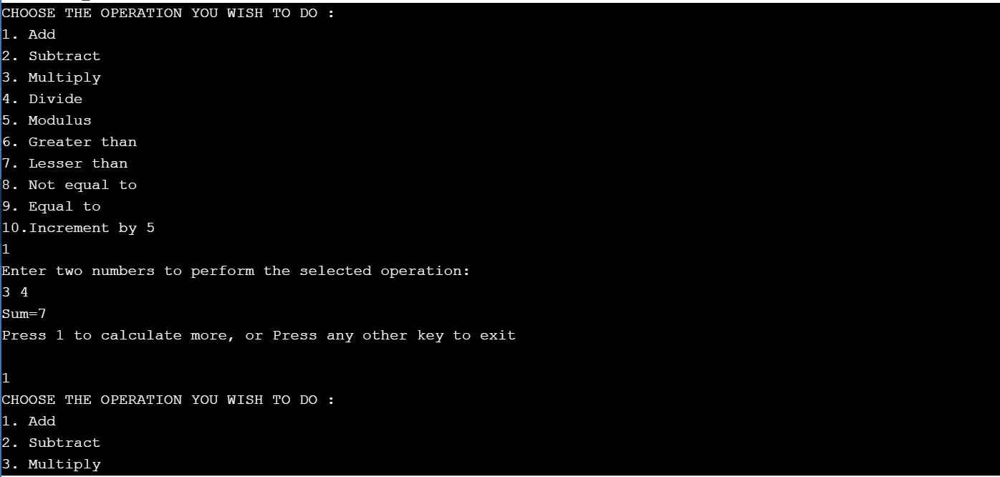 CHOOSE THE OPERATION YOU WISH TO DO :
1. Add
2. Subtract
3. Multiply
4. Divide
5. Modulus
6. Greater than
7. Lesser than
8. Not equal to
9. Equal to
10.Increment by 5
1
Enter two numbers to perform the selected operation:
3 4
Sum=7
Press 1 to calculate more, or Press any other key to exit
1
CHOOSE THE OPERATION YOU WISH TO DO :
1. Add
2. Subtract
3. Multiply